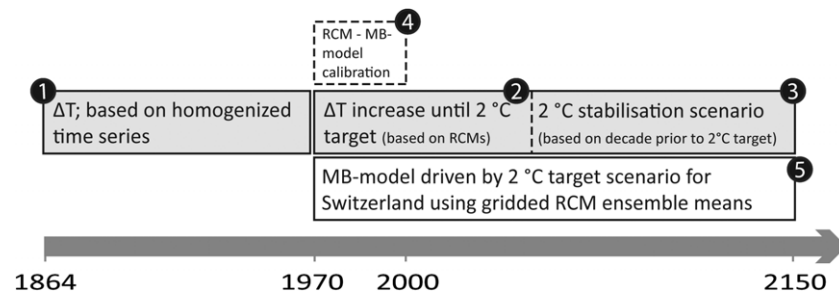 4
RCM - MB-
model
calibration
1
2
3
ΔT; based on homogenized
time series
ΔT increase until 2 °C
target (based on RCMs)
2 °C stabilisation scenario
(based on decade prior to 2°C target)
5
MB-model driven by 2 °C target scenario for
Switzerland using gridded RCM ensemble means
1864
1970
2000
2150